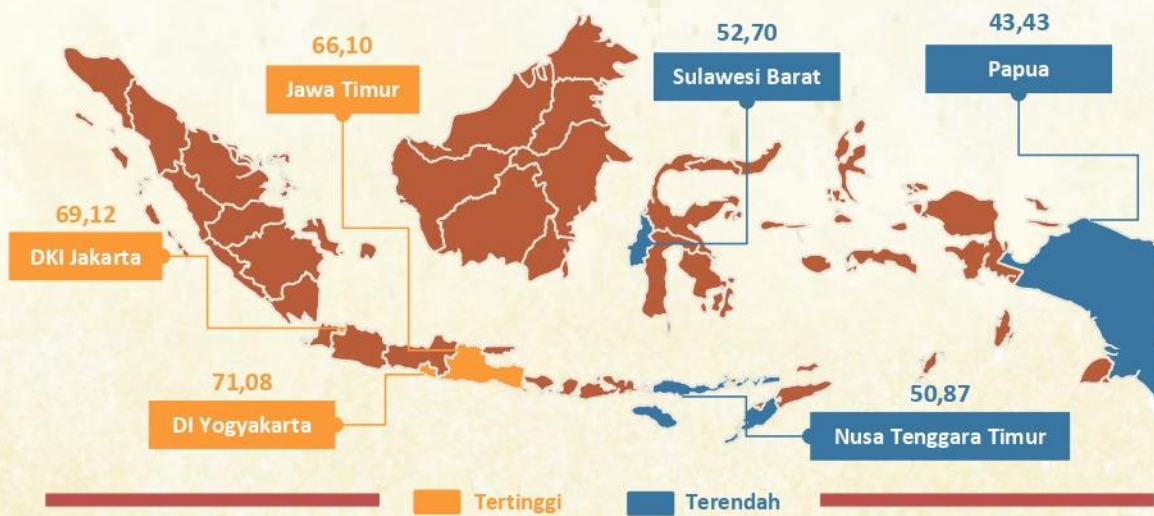 66,10
Jawa Timur
52,70
Sulawesi Barat
43,43
Papua
69,12
DKI Jakarta
71,08
DI Yogyakarta
50,87
Nusa Tenggara Timur
Tertinggi
Terendah